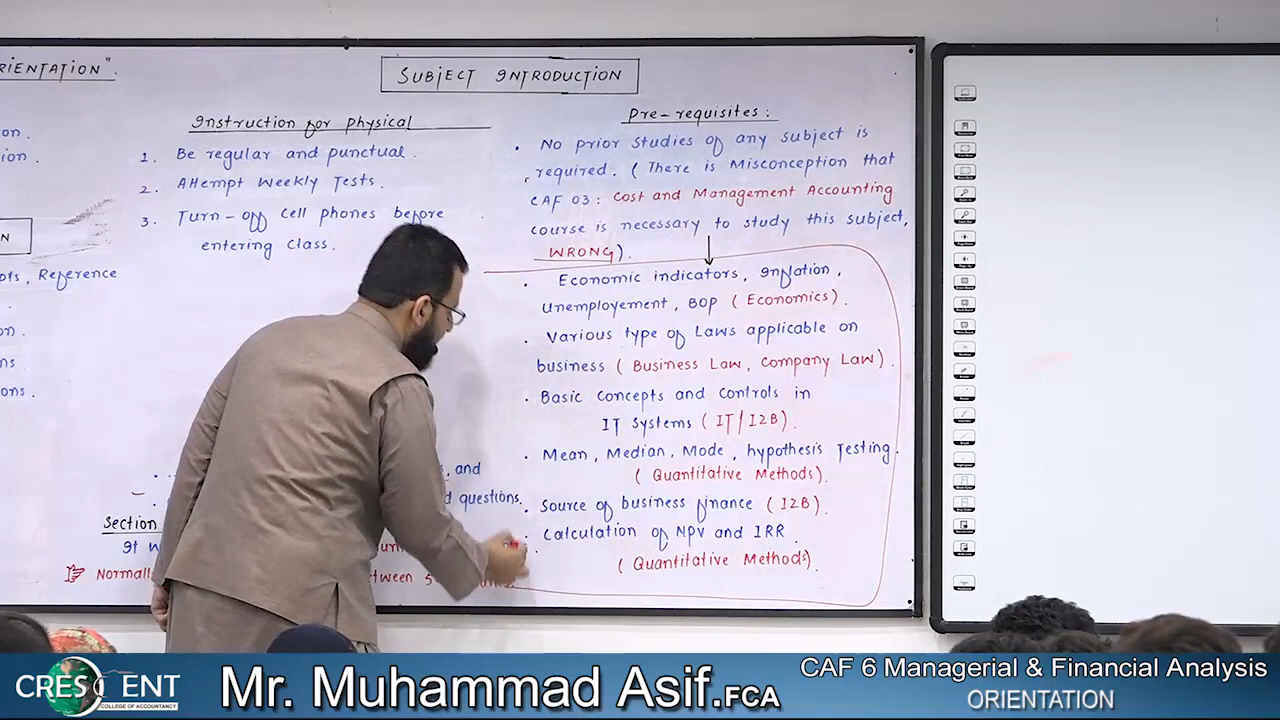 RIENTATION".
SUBJECT INTRODUCTION
on.
ion.
N
pts, Reference
on.
ns
ons.
Instruction for physical
1. Be regular and punctual.
2. Attempt Weekly Tests.
3. Turn-off cell phones before
entering class.
and
questions
Section
It
Normall
between 5
Pre-requisites:
• No prior studies of any subject is
required. (There is Misconception that
CAF 03: Cost and Management Accounting
course is necessary to study this subject,
WRONG).
• Economic indicators, Inflation,
Unemployement, BOP (Economics).
• Various type of Laws applicable on
business (Business Law, Company Law).
• Basic concepts and controls in
IT Systems IT/I2B).
• Mean, Median, Mode, hypothesis Testing.
(Quantitative Methods).
• Source of business finance (I2B).
Calculation of NPV and IRR.
(Quantitative Methods).
CRESCENT
COLLEGE OF ACCOUNTANCY
Mr. Muhammad Asif.FCA
CAF 6 Managerial & Financial Analysis
ORIENTATION